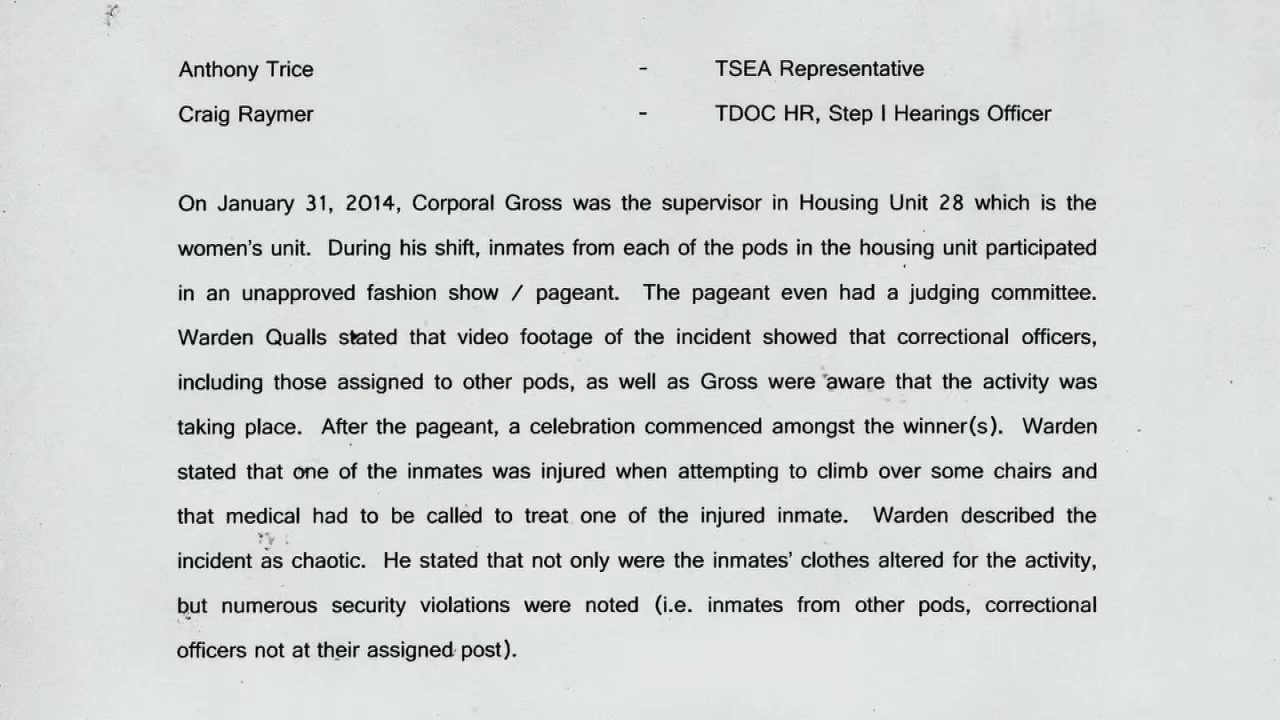 Anthony Trice - TSEA Representative
Craig Raymer - TDOC HR, Step I Hearings Officer
On January 31, 2014, Corporal Gross was the supervisor in Housing Unit 28 which is the
women's unit. During his shift, inmates from each of the pods in the housing unit participated
in an unapproved fashion show / pageant. The pageant even had a judging committee.
Warden Qualls stated that video footage of the incident showed that correctional officers,
including those assigned to other pods, as well as Gross were aware that the activity was
taking place. After the pageant, a celebration commenced amongst the winner(s). Warden
stated that one of the inmates was injured when attempting to climb over some chairs and
that medical had to be called to treat one of the injured inmate. Warden described the
incident as chaotic. He stated that not only were the inmates' clothes altered for the activity,
but numerous security violations were noted (i.e. inmates from other pods, correctional
officers not at their assigned post).